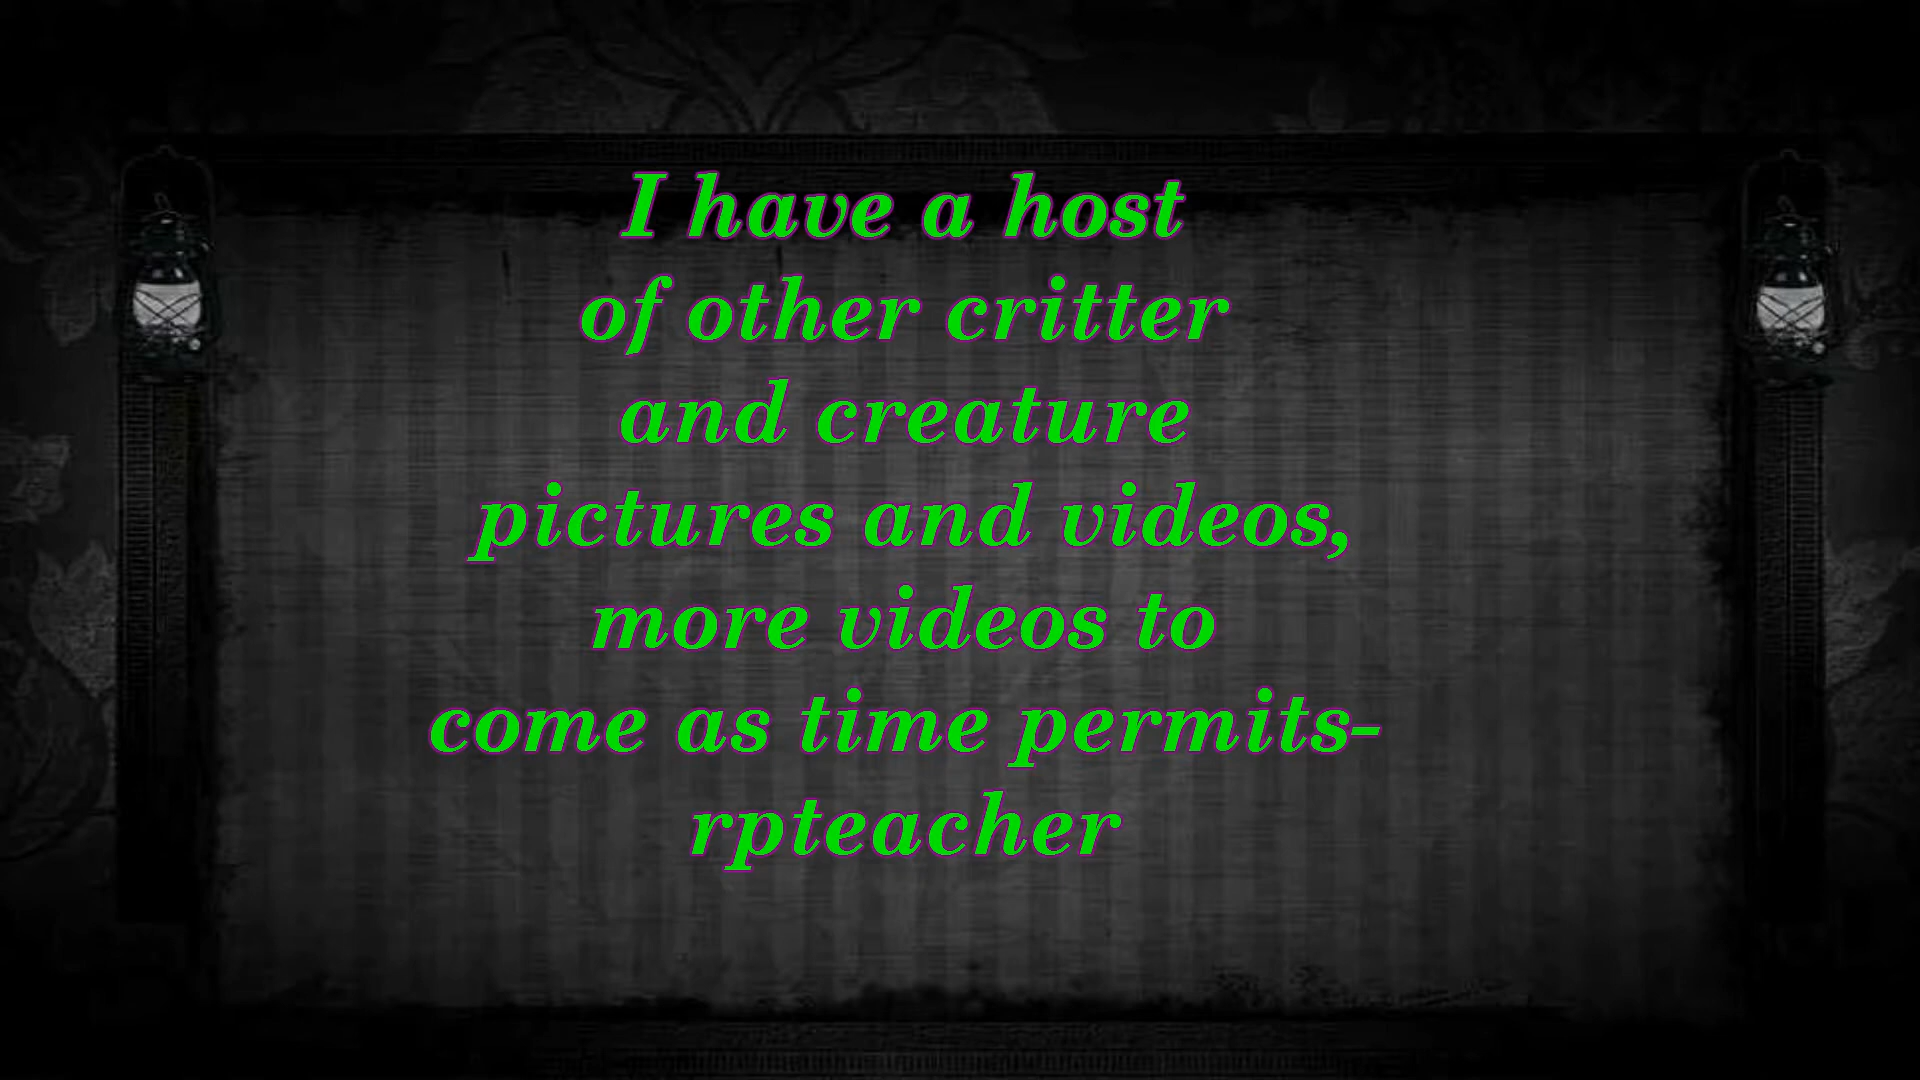 I have a host
of other critter
and creature
pictures and videos,
more videos to
come as time permits-
rpteacher